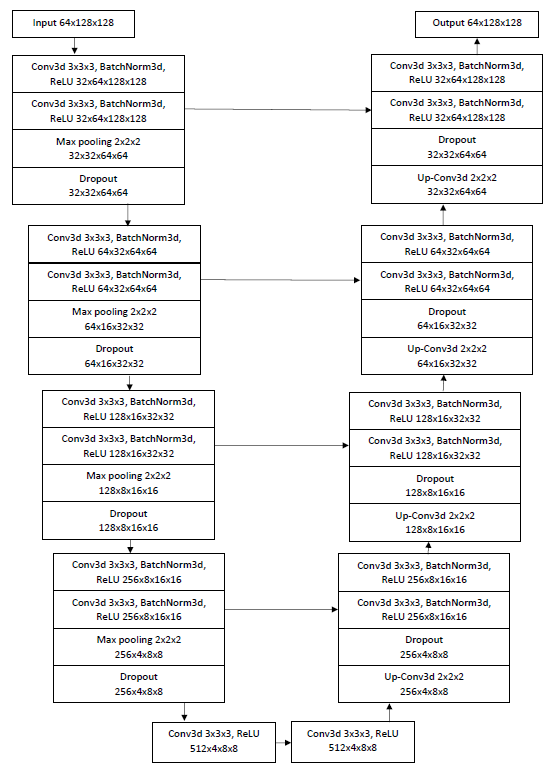 Input 64x128x128
Conv3d 3x3x3, BatchNorm3d,
ReLU 32x64x128x128
Conv3d 3x3x3, BatchNorm3d,
ReLU 32x64x128x128
Max pooling 2x2x2
32x32x64x64
Dropout
32x32x64x64
Conv3d 3x3x3, BatchNorm3d,
ReLU 64x32x64x64
Conv3d 3x3x3, BatchNorm3d,
ReLU 64x32x64x64
Max pooling 2x2x2
64x16x32x32
Dropout
64x16x32x32
Conv3d 3x3x3, BatchNorm3d,
ReLU 128x16x32x32
Conv3d 3x3x3, BatchNorm3d,
ReLU 128x16x32x32
Max pooling 2x2x2
128x8x16x16
Dropout
128x8x16x16
Conv3d 3x3x3, BatchNorm3d,
ReLU 256x8x16x16
Conv3d 3x3x3, BatchNorm3d,
ReLU 256x8x16x16
Max pooling 2x2x2
256x4x8x8
Dropout
256x4x8x8
Conv3d 3x3x3, ReLU
512x4x8x8
Conv3d 3x3x3, ReLU
512x4x8x8
Output 64x128x128
Conv3d 3x3x3, BatchNorm3d,
ReLU 32x64x128x128
Conv3d 3x3x3, BatchNorm3d,
ReLU 32x64x128x128
Dropout
32x32x64x64
Up-Conv3d 2x2x2
32x32x64x64
Conv3d 3x3x3, BatchNorm3d,
ReLU 64x32x64x64
Conv3d 3x3x3, BatchNorm3d,
ReLU 64x32x64x64
Dropout
64x16x32x32
Up-Conv3d 2x2x2
64x16x32x32
Conv3d 3x3x3, BatchNorm3d,
ReLU 128x16x32x32
Conv3d 3x3x3, BatchNorm3d,
ReLU 128x16x32x32
Dropout
128x8x16x16
Up-Conv3d 2x2x2
128x8x16x16
Conv3d 3x3x3, BatchNorm3d,
ReLU 256x8x16x16
Conv3d 3x3x3, BatchNorm3d,
ReLU 256x8x16x16
Dropout
256x4x8x8
Up-Conv3d 2x2x2
256x4x8x8